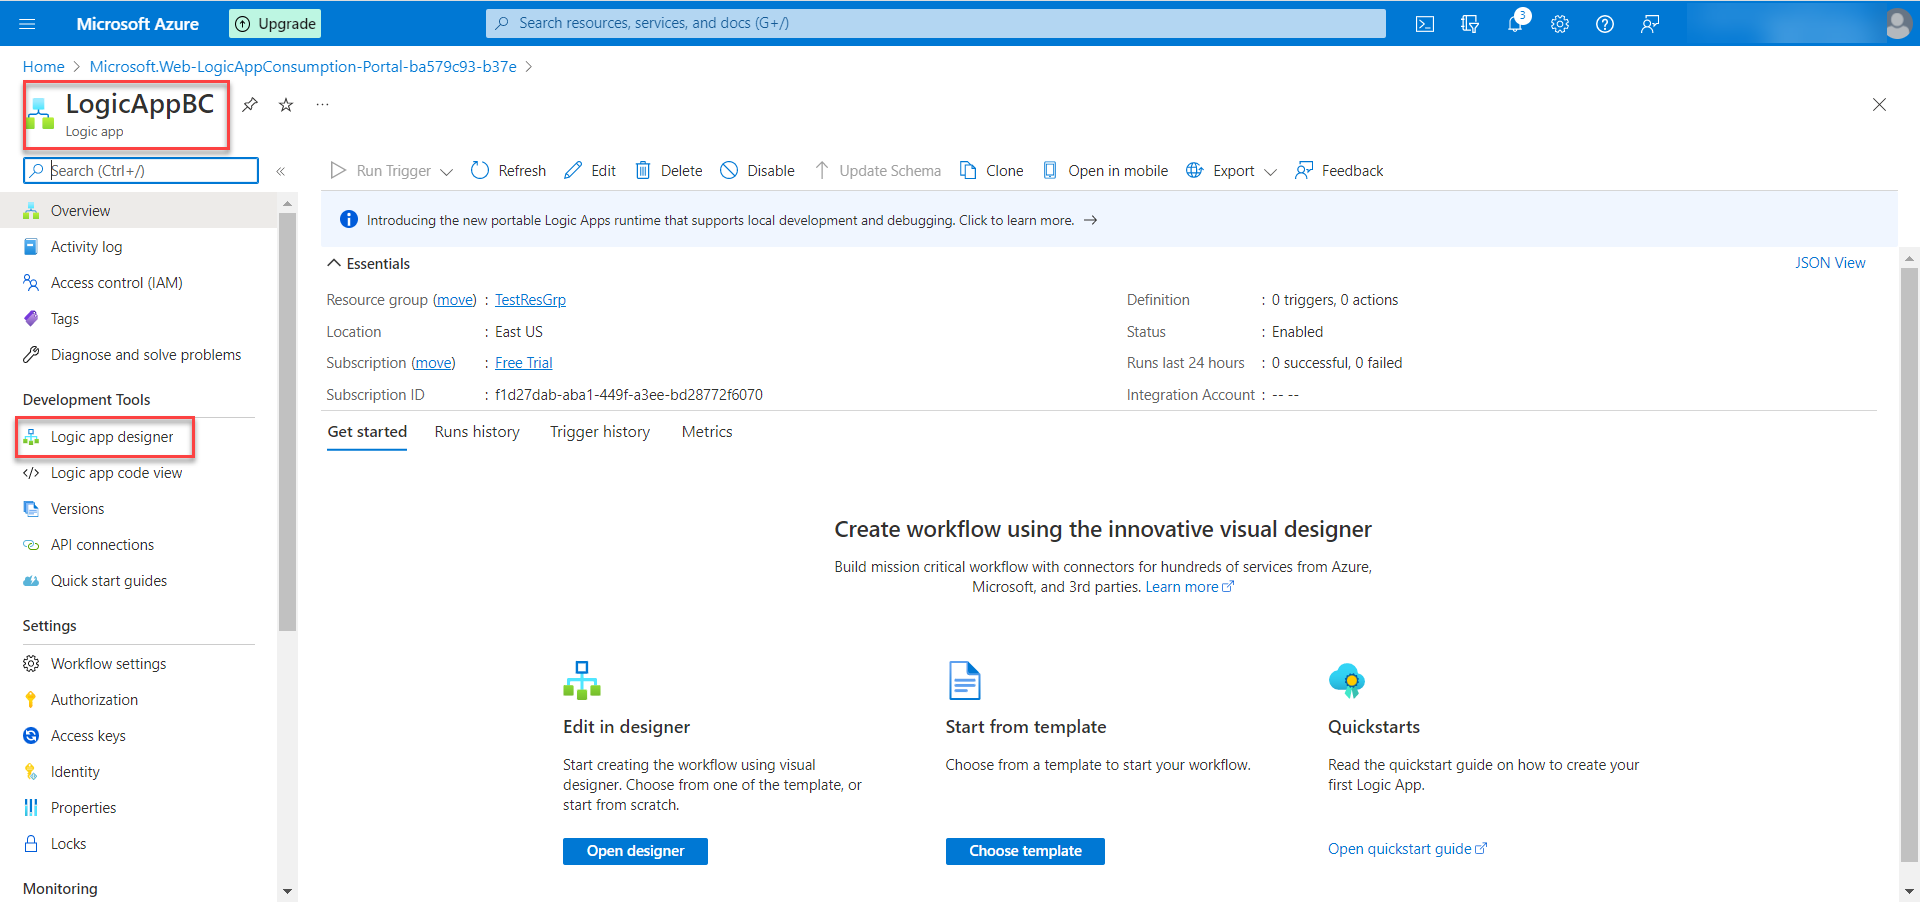 Microsoft Azure
Upgrade
Search resources, services, and docs (G+/)
3
Home > Microsoft.Web-LogicAppConsumption-Portal-ba579c93-b37e >
LogicAppBC
...
Logic app
Search (Ctrl+/)
«
Run Trigger
Refresh
Edit
Delete
Disable
Update Schema
Clone
Open in mobile
Export
Feedback
Overview
Activity log
Access control (IAM)
Tags
Diagnose and solve problems
Development Tools
Logic app designer
Logic app code view
Versions
API connections
Quick start guides
Settings
Workflow settings
Authorization
Access keys
Identity
Properties
Locks
Monitoring
Introducing the new portable Logic Apps runtime that supports local development and debugging. Click to learn more. →
Essentials
JSON View
Resource group (move) : TestResGrp
Location : East US
Subscription (move) : Free Trial
Subscription ID : f1d27dab-aba1-449f-a3ee-bd28772f6070
Definition : 0 triggers, 0 actions
Status : Enabled
Runs last 24 hours : 0 successful, 0 failed
Integration Account : -- --
Get started
Runs history
Trigger history
Metrics
Create workflow using the innovative visual designer
Build mission critical workflow with connectors for hundreds of services from Azure,
Microsoft, and 3rd parties. Learn more
Edit in designer
Start creating the workflow using visual
designer. Choose from one of the template, or
start from scratch.
Open designer
Start from template
Choose from a template to start your workflow.
Choose template
Quickstarts
Read the quickstart guide on how to create your
first Logic App.
Open quickstart guide